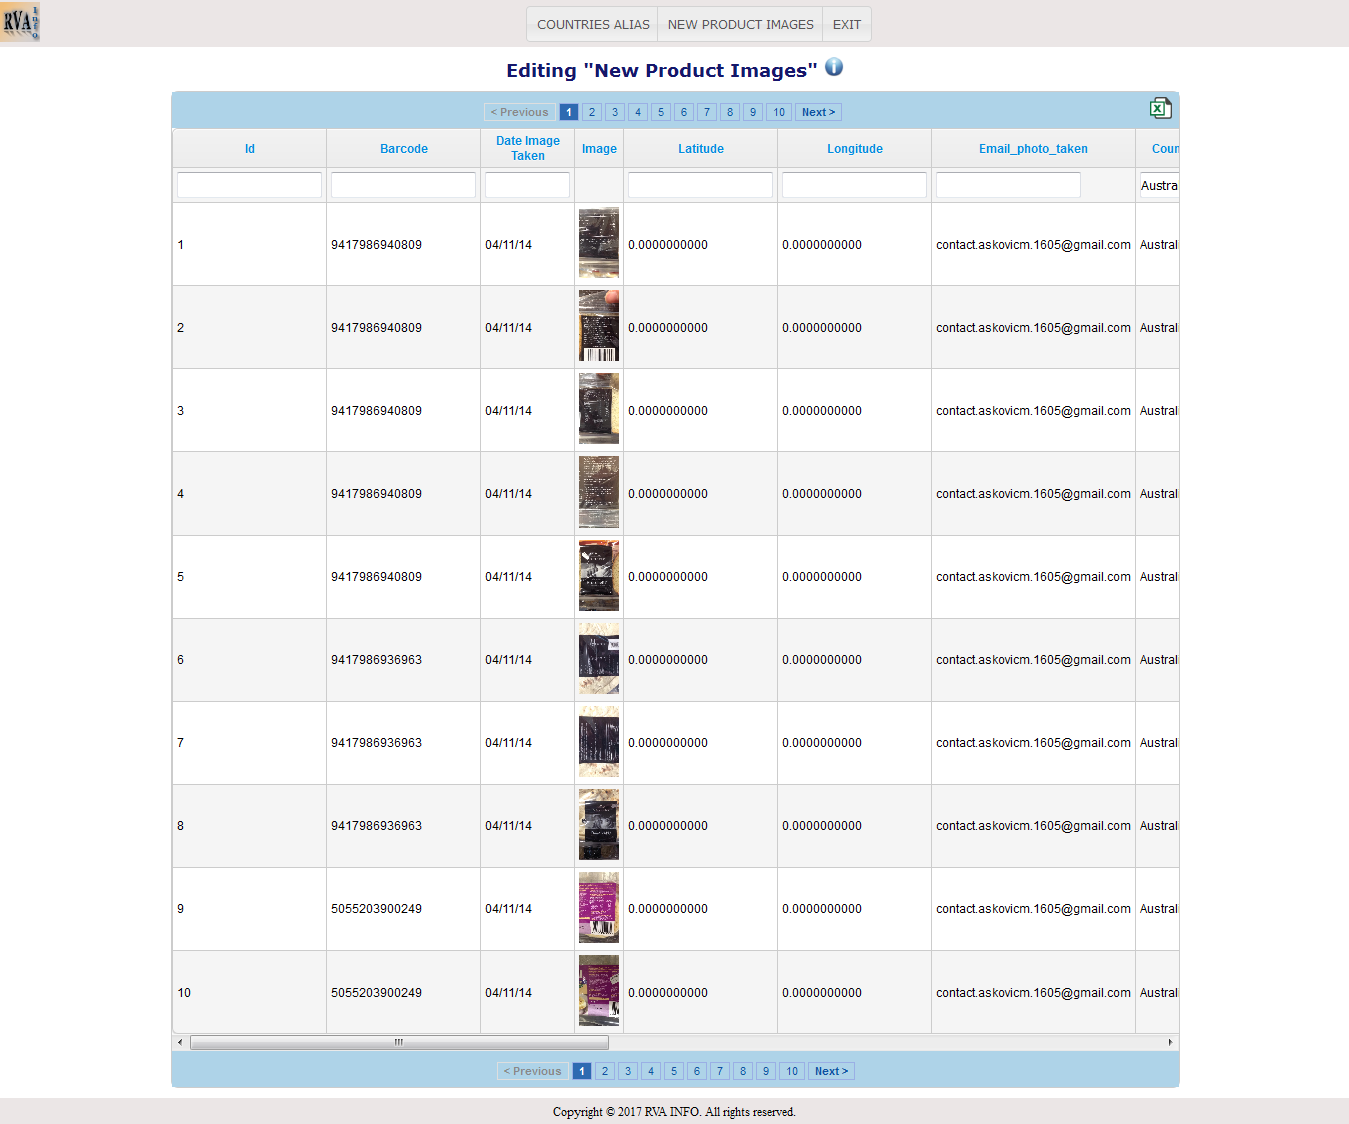 RVA Info
COUNTRIES ALIAS NEW PRODUCT IMAGES EXIT
Editing "New Product Images"
< Previous 1 2 3 4 5 6 7 8 9 10 Next >
Id Barcode Date Image Taken Image Latitude Longitude Email_photo_taken Coun
Austra
1 9417986940809 04/11/14 0.0000000000 0.0000000000 contact.askovicm.1605@gmail.com Australi
2 9417986940809 04/11/14 0.0000000000 0.0000000000 contact.askovicm.1605@gmail.com Australi
3 9417986940809 04/11/14 0.0000000000 0.0000000000 contact.askovicm.1605@gmail.com Australi
4 9417986940809 04/11/14 0.0000000000 0.0000000000 contact.askovicm.1605@gmail.com Australi
5 9417986940809 04/11/14 0.0000000000 0.0000000000 contact.askovicm.1605@gmail.com Australi
6 9417986936963 04/11/14 0.0000000000 0.0000000000 contact.askovicm.1605@gmail.com Australi
7 9417986936963 04/11/14 0.0000000000 0.0000000000 contact.askovicm.1605@gmail.com Australi
8 9417986936963 04/11/14 0.0000000000 0.0000000000 contact.askovicm.1605@gmail.com Australi
9 5055203900249 04/11/14 0.0000000000 0.0000000000 contact.askovicm.1605@gmail.com Australi
10 5055203900249 04/11/14 0.0000000000 0.0000000000 contact.askovicm.1605@gmail.com Australi
< Previous 1 2 3 4 5 6 7 8 9 10 Next >
Copyright © 2017 RVA INFO. All rights reserved.